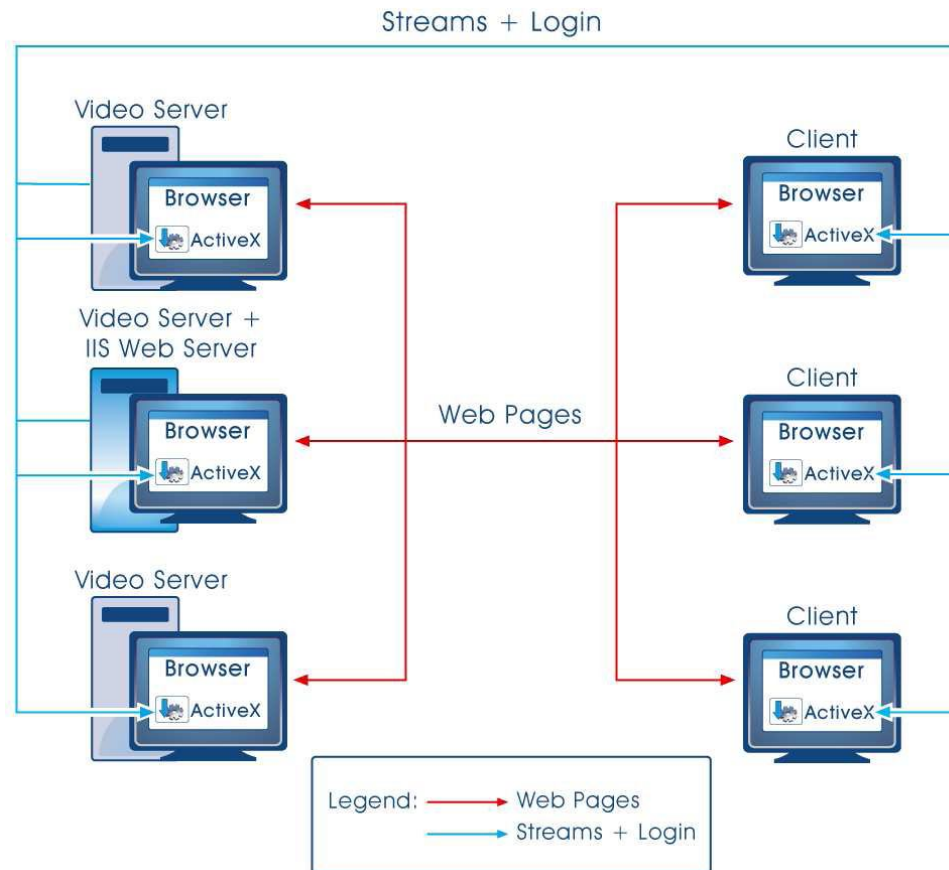 Streams + Login
Video Server
Browser
ActiveX
Client
Browser
ActiveX
Video Server +
IIS Web Server
Browser
ActiveX
Web Pages
Client
Browser
ActiveX
Video Server
Browser
ActiveX
Client
Browser
ActiveX
Legend:
Web Pages
Streams + Login